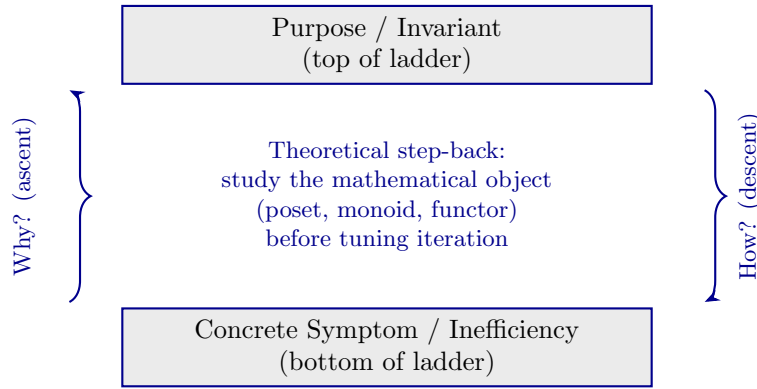 Purpose / Invariant
(top of ladder)
Why? (ascent)
Theoretical step-back:
study the mathematical object
(poset, monoid, functor)
before tuning iteration
How? (descent)
Concrete Symptom / Inefficiency
(bottom of ladder)